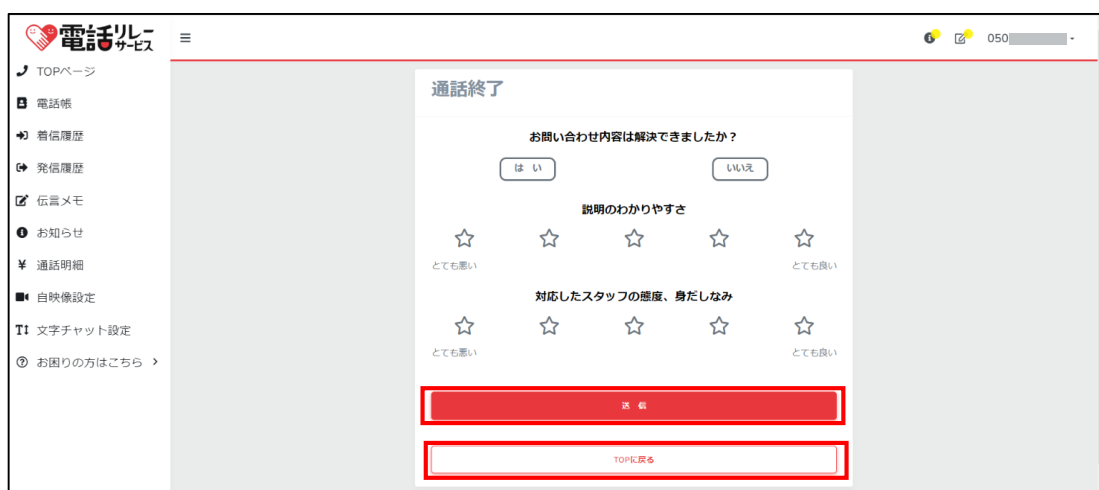 電話リレーサービス
050
TOPページ
電話帳
着信履歴
発信履歴
伝言メモ
お知らせ
通話明細
自映像設定
文字チャット設定
お困りの方はこちら
通話終了
お問い合わせ内容は解決できましたか？
はい いいえ
説明のわかりやすさ
とても悪い とても良い
対応したスタッフの態度、身だしなみ
とても悪い とても良い
送 信
TOPに戻る